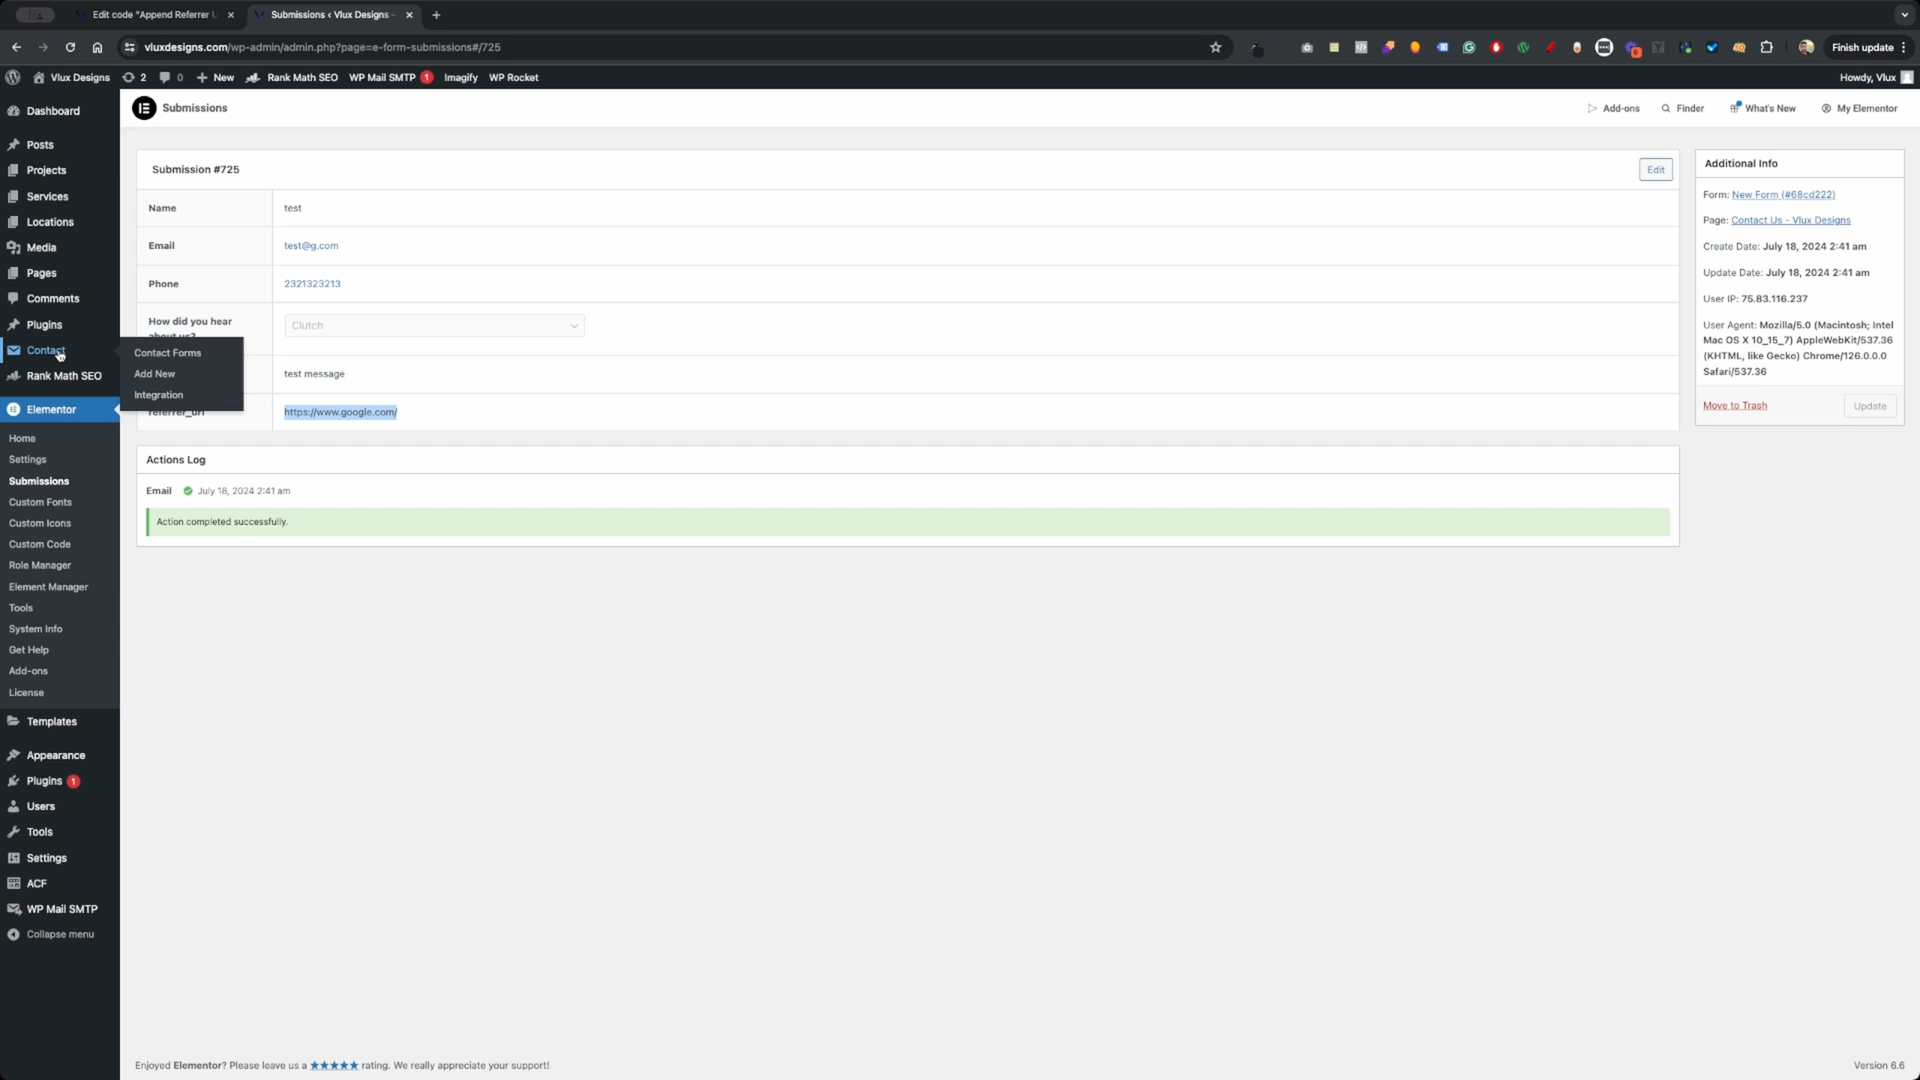 Edit code "Append Referrer U
Submissions ‹ Vlux Designs –
vluxdesigns.com/wp-admin/admin.php?page=e-form-submissions#/725
Finish update
Vlux Designs
2
0
New
Rank Math SEO
WP Mail SMTP 1
Imagify
WP Rocket
Howdy, Vlux
Dashboard
Posts
Projects
Services
Locations
Media
Pages
Comments
Plugins
Contact
Rank Math SEO
Elementor
Home
Settings
Submissions
Custom Fonts
Custom Icons
Custom Code
Role Manager
Element Manager
Tools
System Info
Get Help
Add-ons
License
Templates
Appearance
Plugins 1
Users
Tools
Settings
ACF
WP Mail SMTP
Collapse menu
Contact Forms
Add New
Integration
Submissions
Add-ons
Finder
What's New
My Elementor
Submission #725
Edit
Name
test
Email
test@g.com
Phone
2321323213
How did you hear
about us?
Clutch
test message
referrer_url
https://www.google.com/
Actions Log
Email
July 18, 2024 2:41 am
Action completed successfully.
Additional Info
Form: New Form (#68cd222)
Page: Contact Us - Vlux Designs
Create Date: July 18, 2024 2:41 am
Update Date: July 18, 2024 2:41 am
User IP: 75.83.116.237
User Agent: Mozilla/5.0 (Macintosh; Intel
Mac OS X 10_15_7) AppleWebKit/537.36
(KHTML, like Gecko) Chrome/126.0.0.0
Safari/537.36
Move to Trash
Update
Enjoyed Elementor? Please leave us a ★★★★★ rating. We really appreciate your support!
Version 6.6